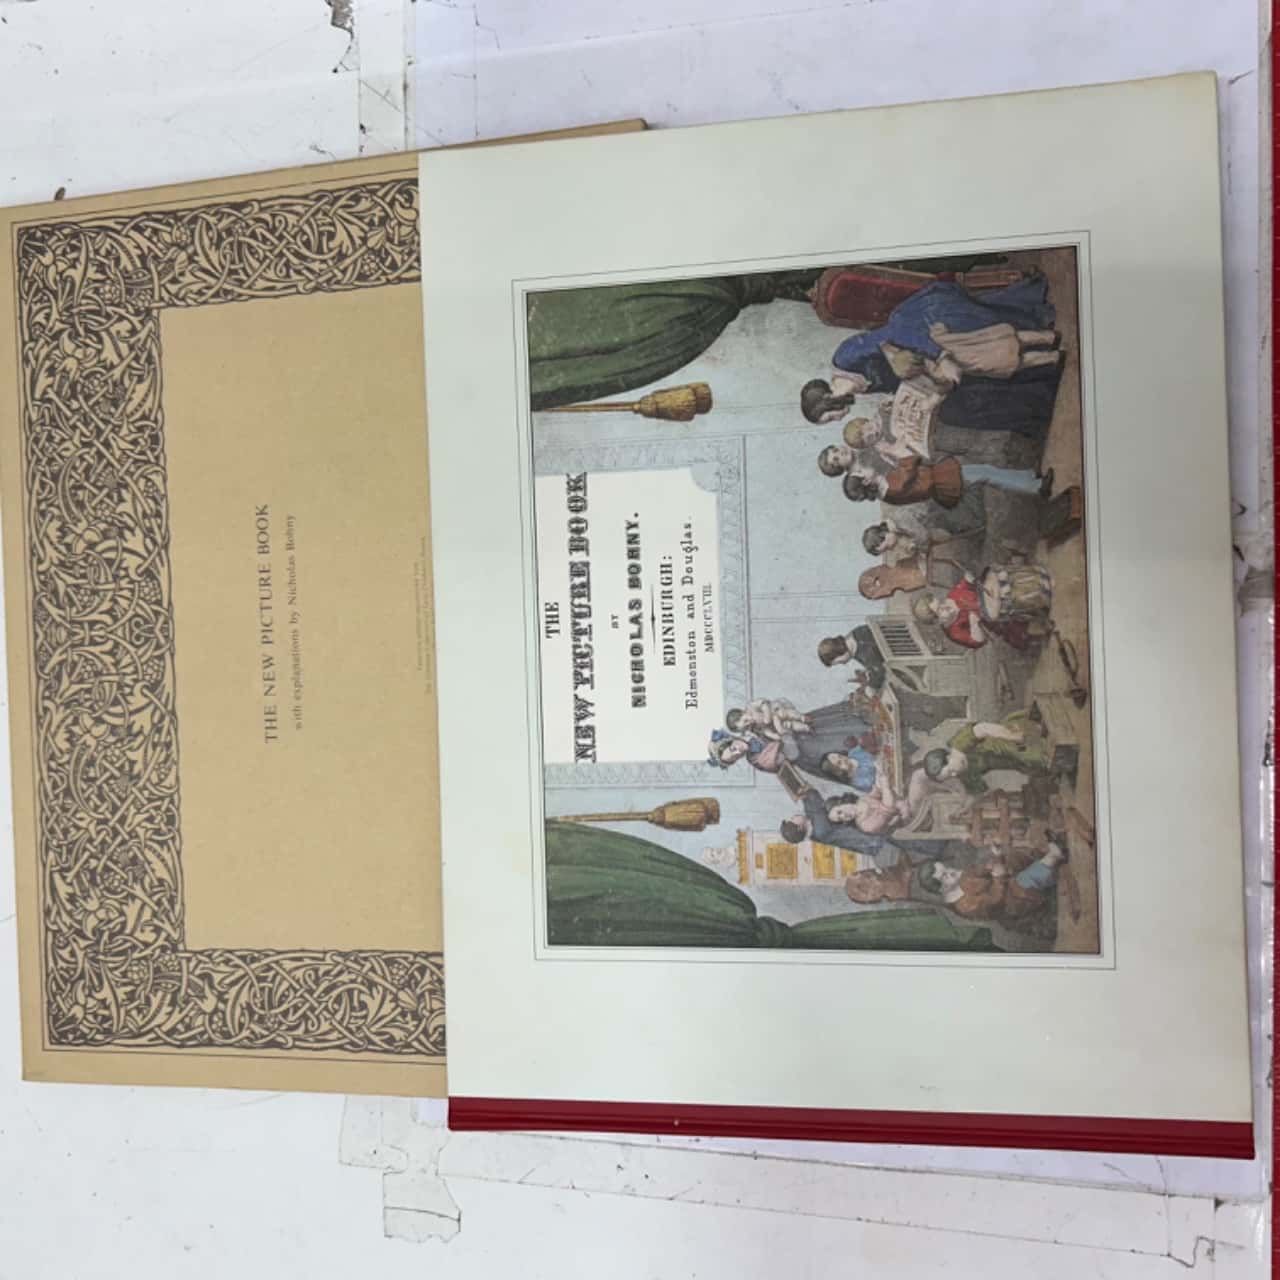 THE NEW PICTURE BOOK
with explanations by Nicholas Bohny
THE
NEW PICTURE BOOK
BY
NICHOLAS BOHNY.
EDINBURGH:
Edmonston and Douglas.
MDCCCLVIII.